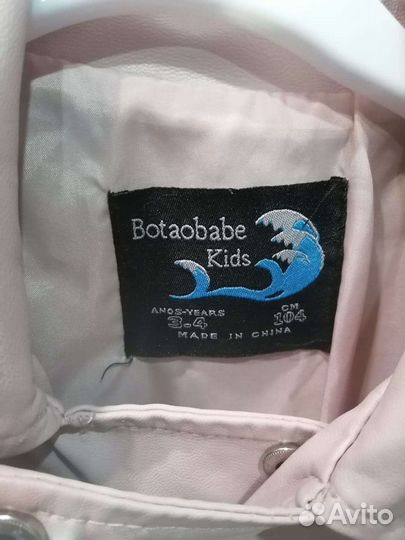 Botaobabe
Kids
ANOS-YEARS
3.4
CM
104
MADE IN CHINA
Avito